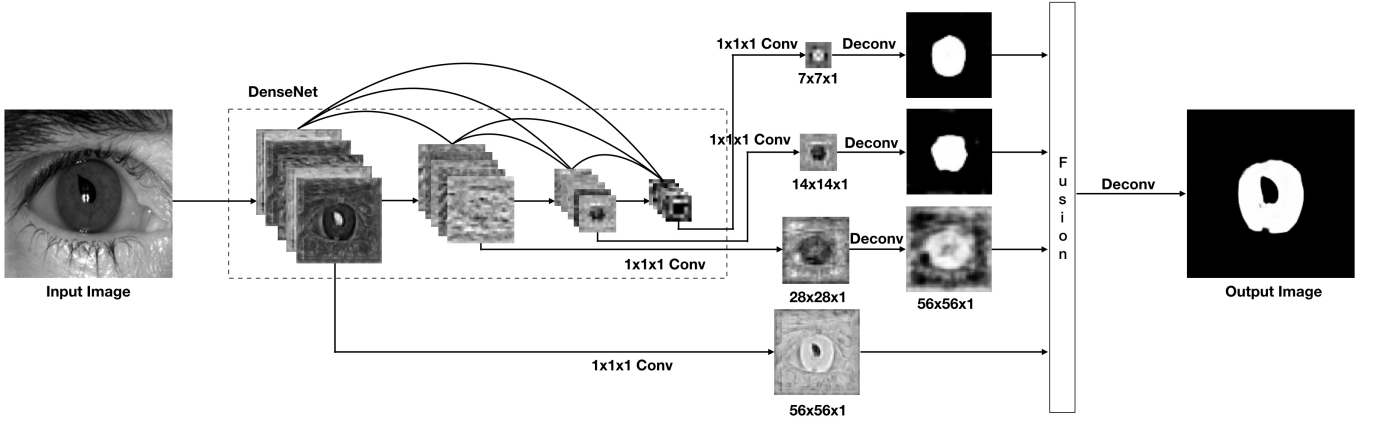 1x1x1 Conv
Deconv
7x7x1
DenseNet
1x1x1 Conv
Deconv
14x14x1
Fusion
Deconv
1x1x1 Conv
Deconv
28x28x1
56x56x1
Input Image
Output Image
1x1x1 Conv
56x56x1